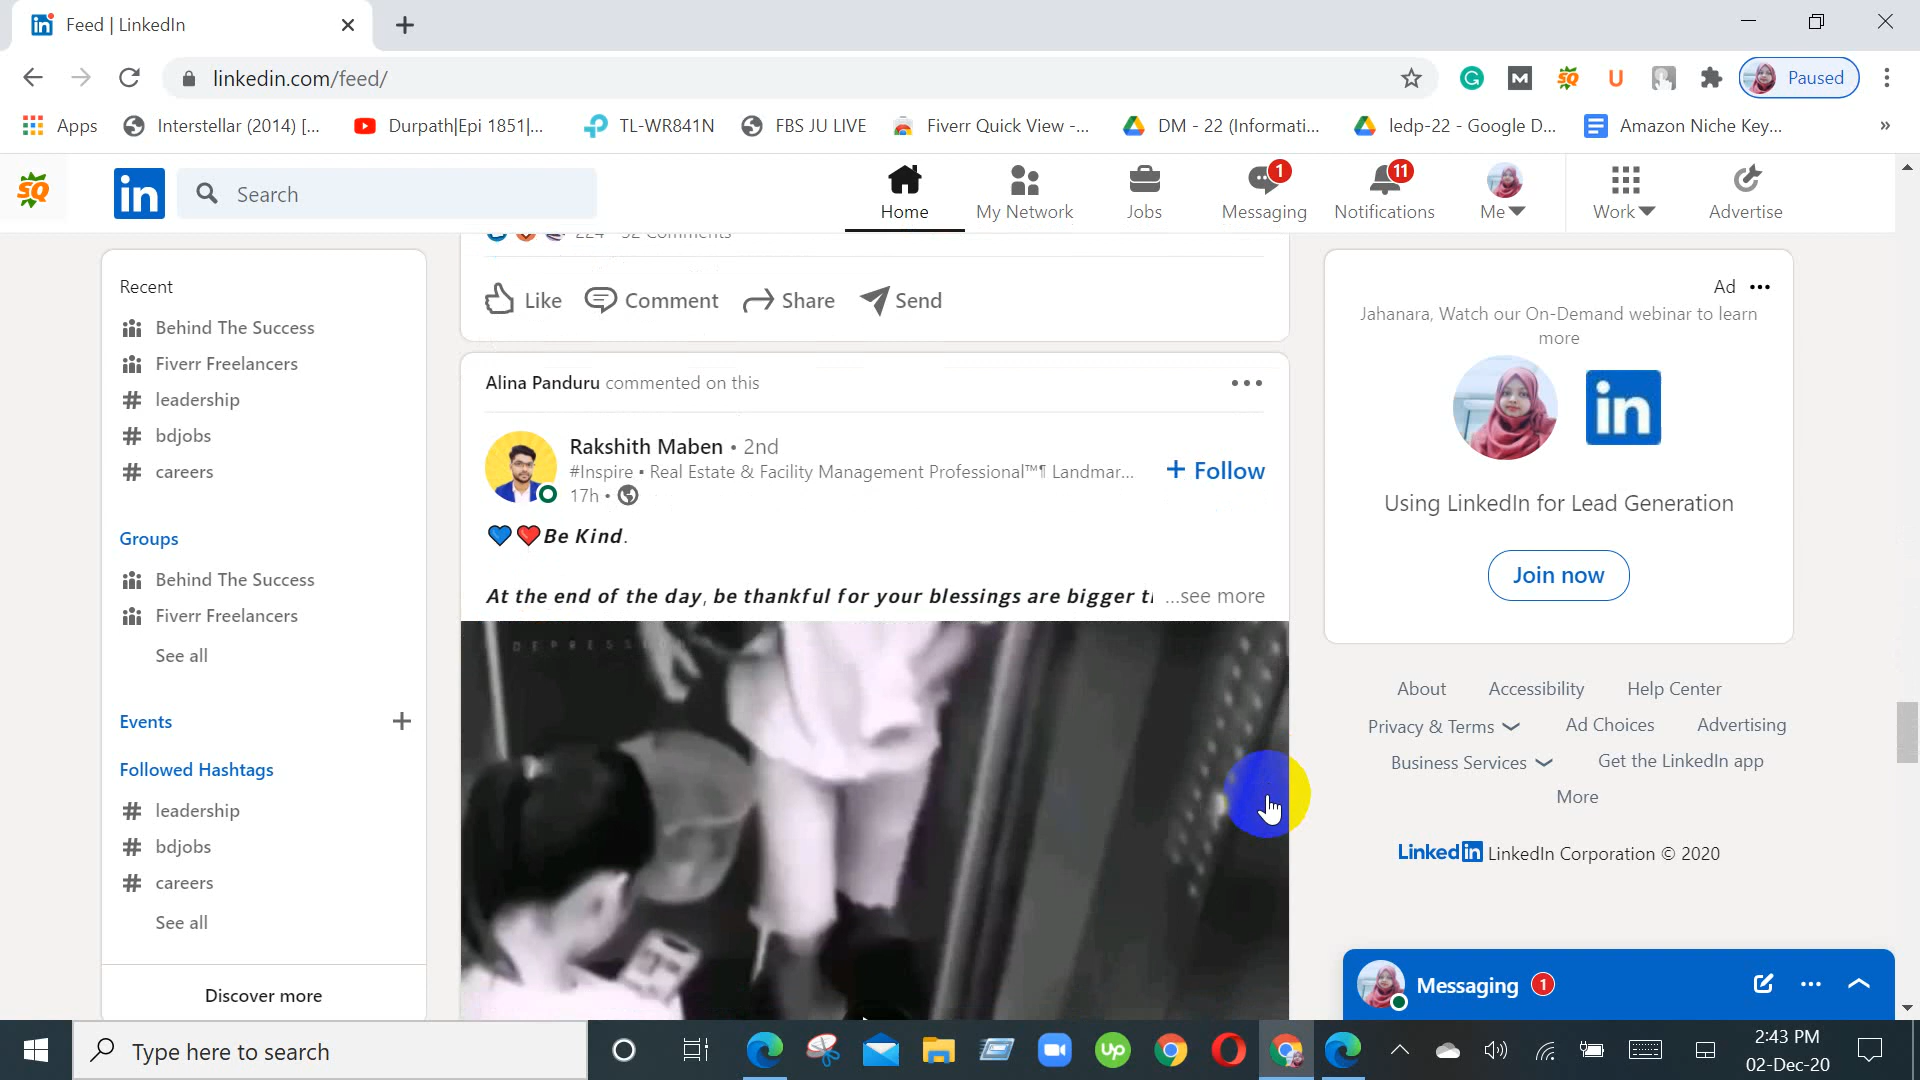 Feed | LinkedIn
linkedin.com/feed/
Paused
Apps
Interstellar (2014) [...
Durpath|Epi 1851|...
TL-WR841N
FBS JU LIVE
Fiverr Quick View -...
DM - 22 (Informati...
ledp-22 - Google D...
Amazon Niche Key...
»
SQ
in
Search
Home
My Network
Jobs
1
Messaging
11
Notifications
Me
Work
Advertise
Recent
Behind The Success
Fiverr Freelancers
# leadership
# bdjobs
# careers
Groups
Behind The Success
Fiverr Freelancers
See all
Events
Followed Hashtags
# leadership
# bdjobs
# careers
See all
Discover more
Like
Comment
Share
Send
Alina Panduru commented on this
Rakshith Maben • 2nd
#Inspire • Real Estate & Facility Management Professional™¶ Landmar...
17h •
+ Follow
💙❤️Be Kind.
At the end of the day, be thankful for your blessings are bigger t
...see more
Ad
Jahanara, Watch our On-Demand webinar to learn
more
in
Using LinkedIn for Lead Generation
Join now
About
Accessibility
Help Center
Privacy & Terms
Ad Choices
Advertising
Business Services
Get the LinkedIn app
More
LinkedIn LinkedIn Corporation © 2020
Messaging 1
Type here to search
up
2:43 PM
02-Dec-20